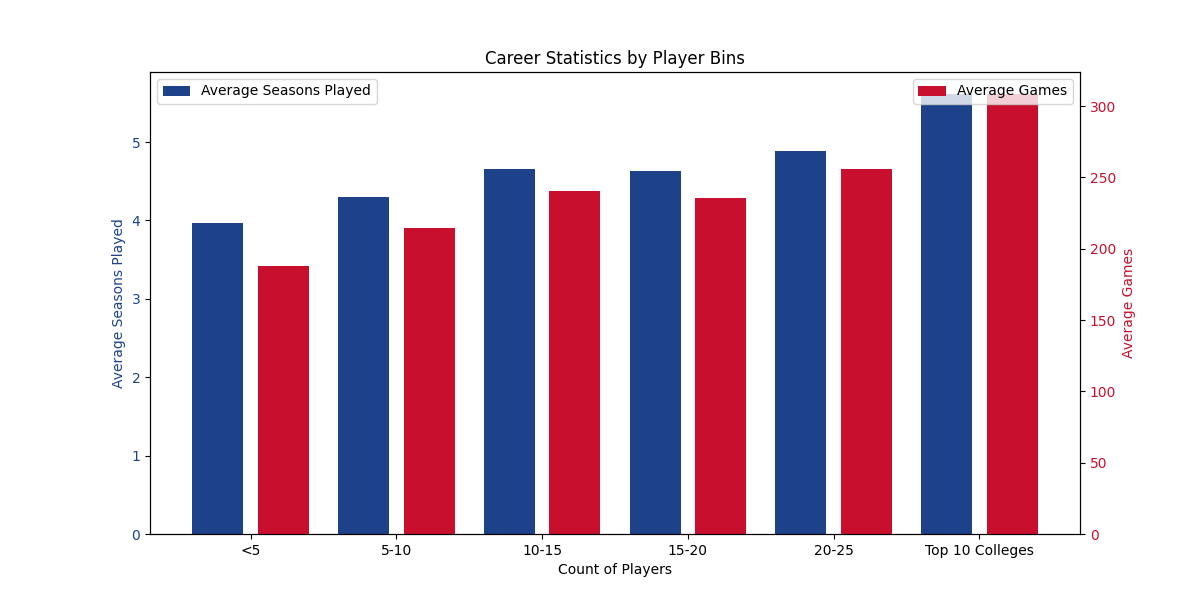 Career Statistics by Player Bins
Average Seasons Played
Average Games
Average Seasons Played
5
4
3
2
1
0
300
250
200
150
100
50
0
Average Games
<5
5-10
10-15
15-20
20-25
Top 10 Colleges
Count of Players